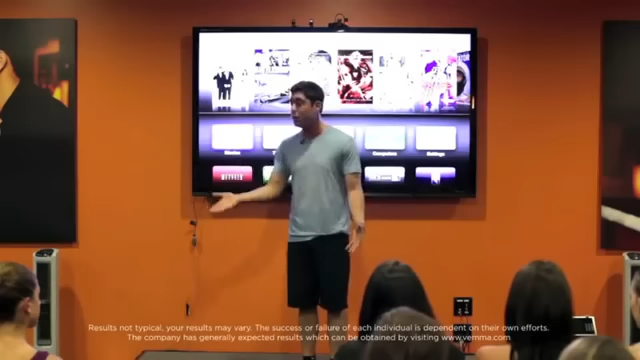 Movies
Computers
Settings
NETFLIX
Results not typical, your results may vary. The success or failure of each individual is dependent on their own efforts.
The company has generally expected results which can be obtained by visiting www.vemma.com